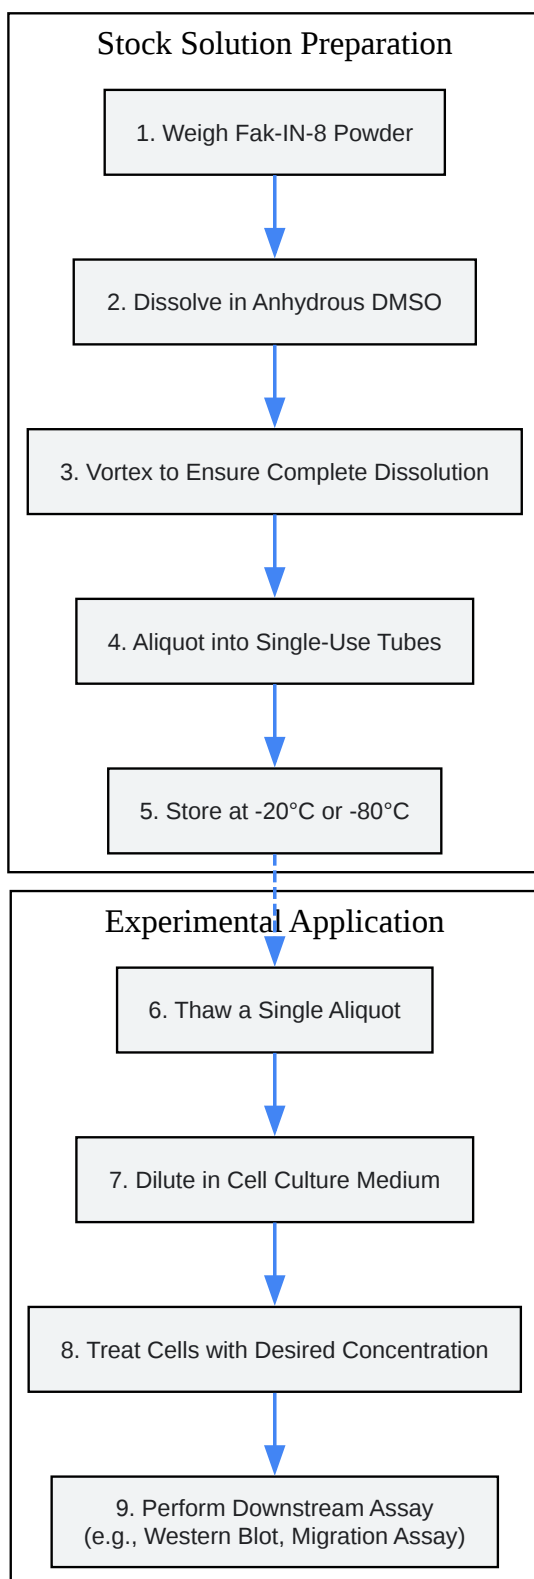 Stock Solution Preparation
1. Weigh Fak-IN-8 Powder
2. Dissolve in Anhydrous DMSO
3. Vortex to Ensure Complete Dissolution
4. Aliquot into Single-Use Tubes
5. Store at -20°C or -80°C
Experimental Application
6. Thaw a Single Aliquot
7. Dilute in Cell Culture Medium
8. Treat Cells with Desired Concentration
9. Perform Downstream Assay
(e.g., Western Blot, Migration Assay)